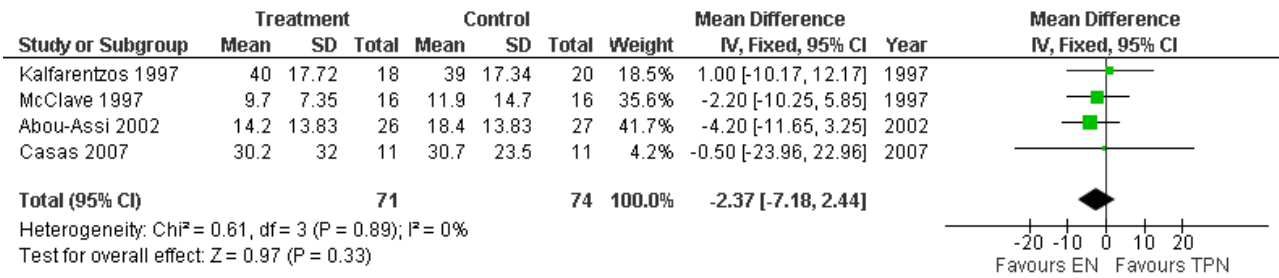 Treatment Control Mean Difference Mean Difference
Study or Subgroup Mean SD Total Mean SD Total Weight IV, Fixed, 95% CI Year IV, Fixed, 95% CI
Kalfarentzos 1997 40 17.72 18 39 17.34 20 18.5% 1.00 [-10.17, 12.17] 1997
McClave 1997 9.7 7.35 16 11.9 14.7 16 35.6% -2.20 [-10.25, 5.85] 1997
Abou-Assi 2002 14.2 13.83 26 18.4 13.83 27 41.7% -4.20 [-11.65, 3.25] 2002
Casas 2007 30.2 32 11 30.7 23.5 11 4.2% -0.50 [-23.96, 22.96] 2007
Total (95% CI) 71 74 100.0% -2.37 [-7.18, 2.44]
Heterogeneity: Chi² = 0.61, df = 3 (P = 0.89); I² = 0%
Test for overall effect: Z = 0.97 (P = 0.33)
-20 -10 0 10 20
Favours EN Favours TPN